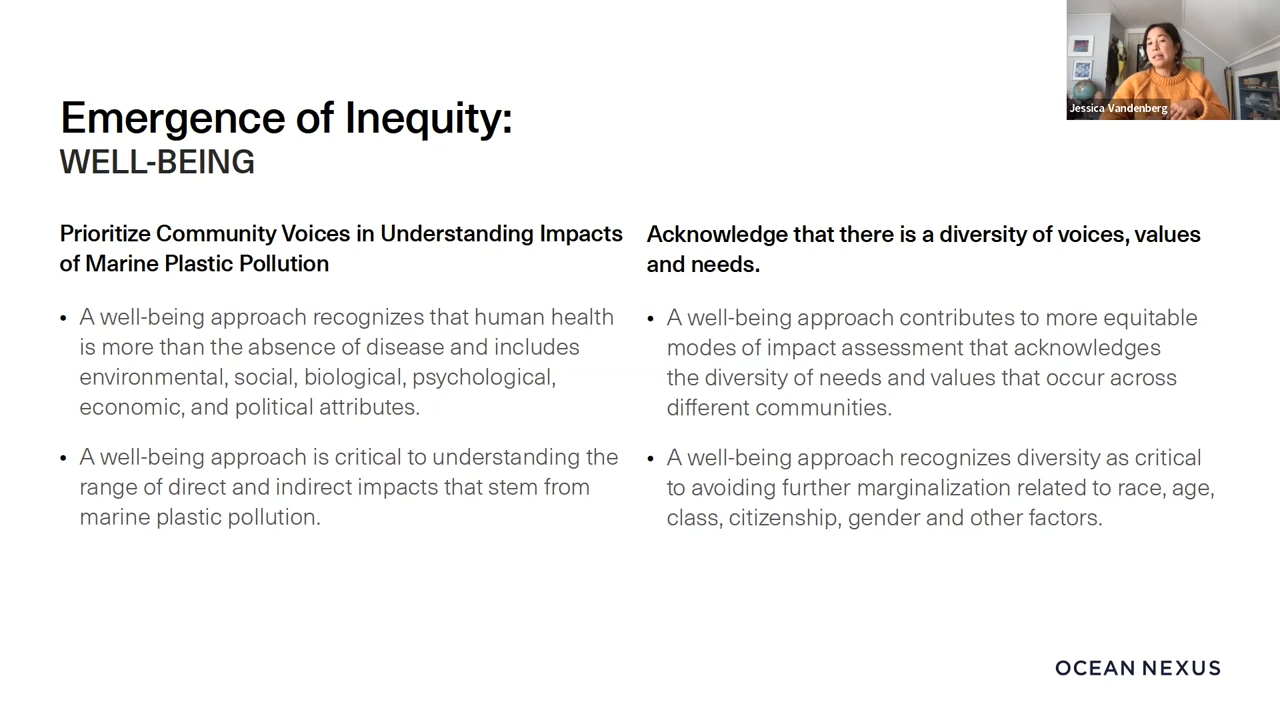 Jessica Vandenberg
Emergence of Inequity:
WELL-BEING
Prioritize Community Voices in Understanding Impacts
of Marine Plastic Pollution
• A well-being approach recognizes that human health
is more than the absence of disease and includes
environmental, social, biological, psychological,
economic, and political attributes.
• A well-being approach is critical to understanding the
range of direct and indirect impacts that stem from
marine plastic pollution.
Acknowledge that there is a diversity of voices, values
and needs.
• A well-being approach contributes to more equitable
modes of impact assessment that acknowledges
the diversity of needs and values that occur across
different communities.
• A well-being approach recognizes diversity as critical
to avoiding further marginalization related to race, age,
class, citizenship, gender and other factors.
OCEAN NEXUS